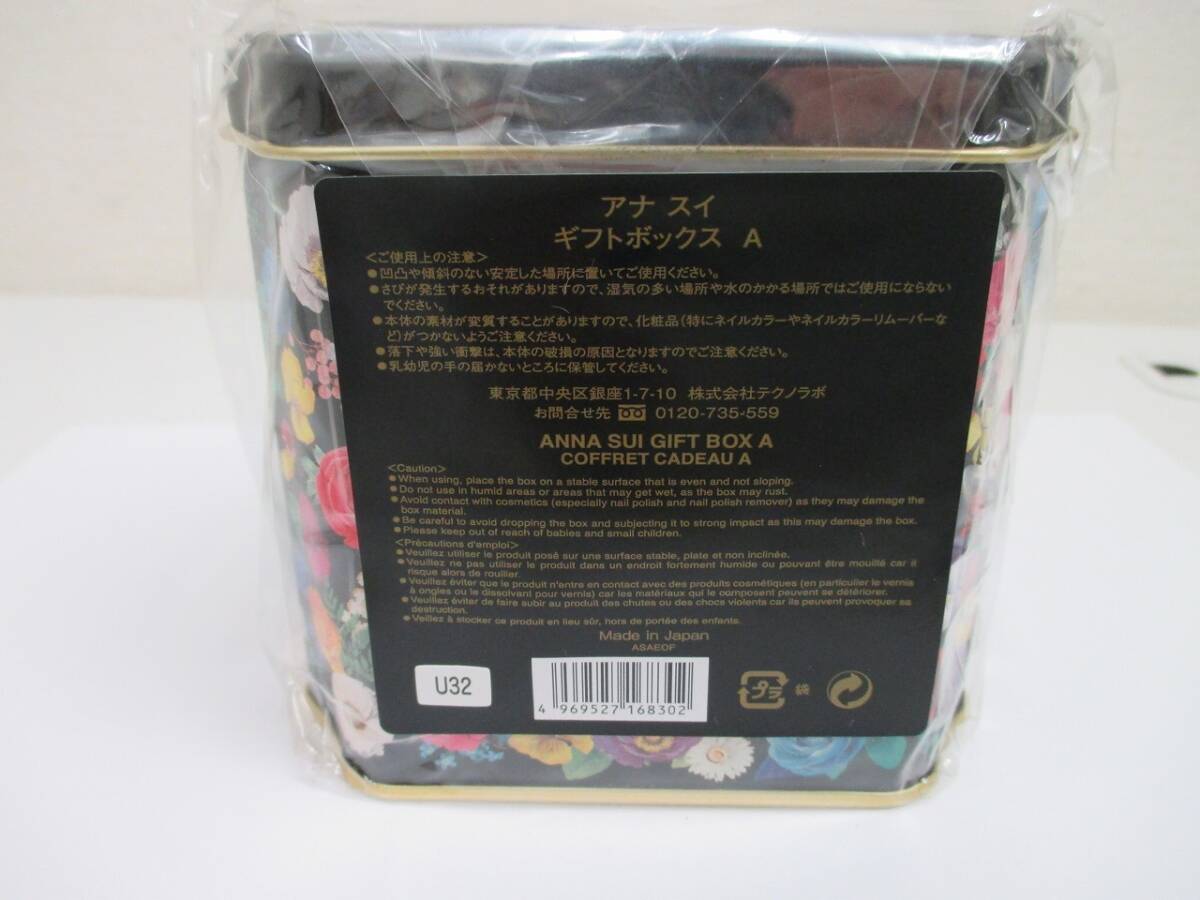 アナ スイ
ギフトボックス A
＜ご使用上の注意＞
●凹凸や傾斜のない安定した場所に置いてご使用ください。
●さびが発生するおそれがありますので、湿気の多い場所や水のかかる場所ではご使用にならない
でください。
●本体の素材が変質することがありますので、化粧品（特にネイルカラーやネイルカラーリムーバーな
ど）がつかないようご注意ください。
●落下や強い衝撃は、本体の破損の原因となりますのでご注意ください。
●乳幼児の手の届かないところに保管してください。
東京都中央区銀座1-7-10 株式会社テクノラボ
お問合せ先 0120-735-559
ANNA SUI GIFT BOX A
COFFRET CADEAU A
<Caution>
●When using, place the box on a stable surface that is even and not sloping.
●Do not use in humid areas or areas that may get wet, as the box may rust.
●Avoid contact with cosmetics (especially nail polish and nail polish remover) as they may damage the
box material.
●Be careful to avoid dropping the box and subjecting it to strong impact as this may damage the box.
●Please keep out of reach of babies and small children.
<Précautions d'emploi>
●Veuillez utiliser le produit posé sur une surface stable, plate et non inclinée.
●Veuillez ne pas utiliser le produit dans un endroit fortement humide ou pouvant être mouillé car il
risque alors de rouiller.
●Veuillez éviter que le produit n'entre en contact avec des produits cosmétiques (en particulier le vernis
à ongles ou le dissolvant pour vernis) car les matériaux qui le composent peuvent se détériorer.
●Veuillez éviter de faire subir au produit des chutes ou des chocs violents car ils peuvent provoquer sa
destruction.
●Veillez à stocker ce produit en lieu sûr, hors de portée des enfants.
Made in Japan
ASAEOF
U32
4 969527 168302
プラ 袋